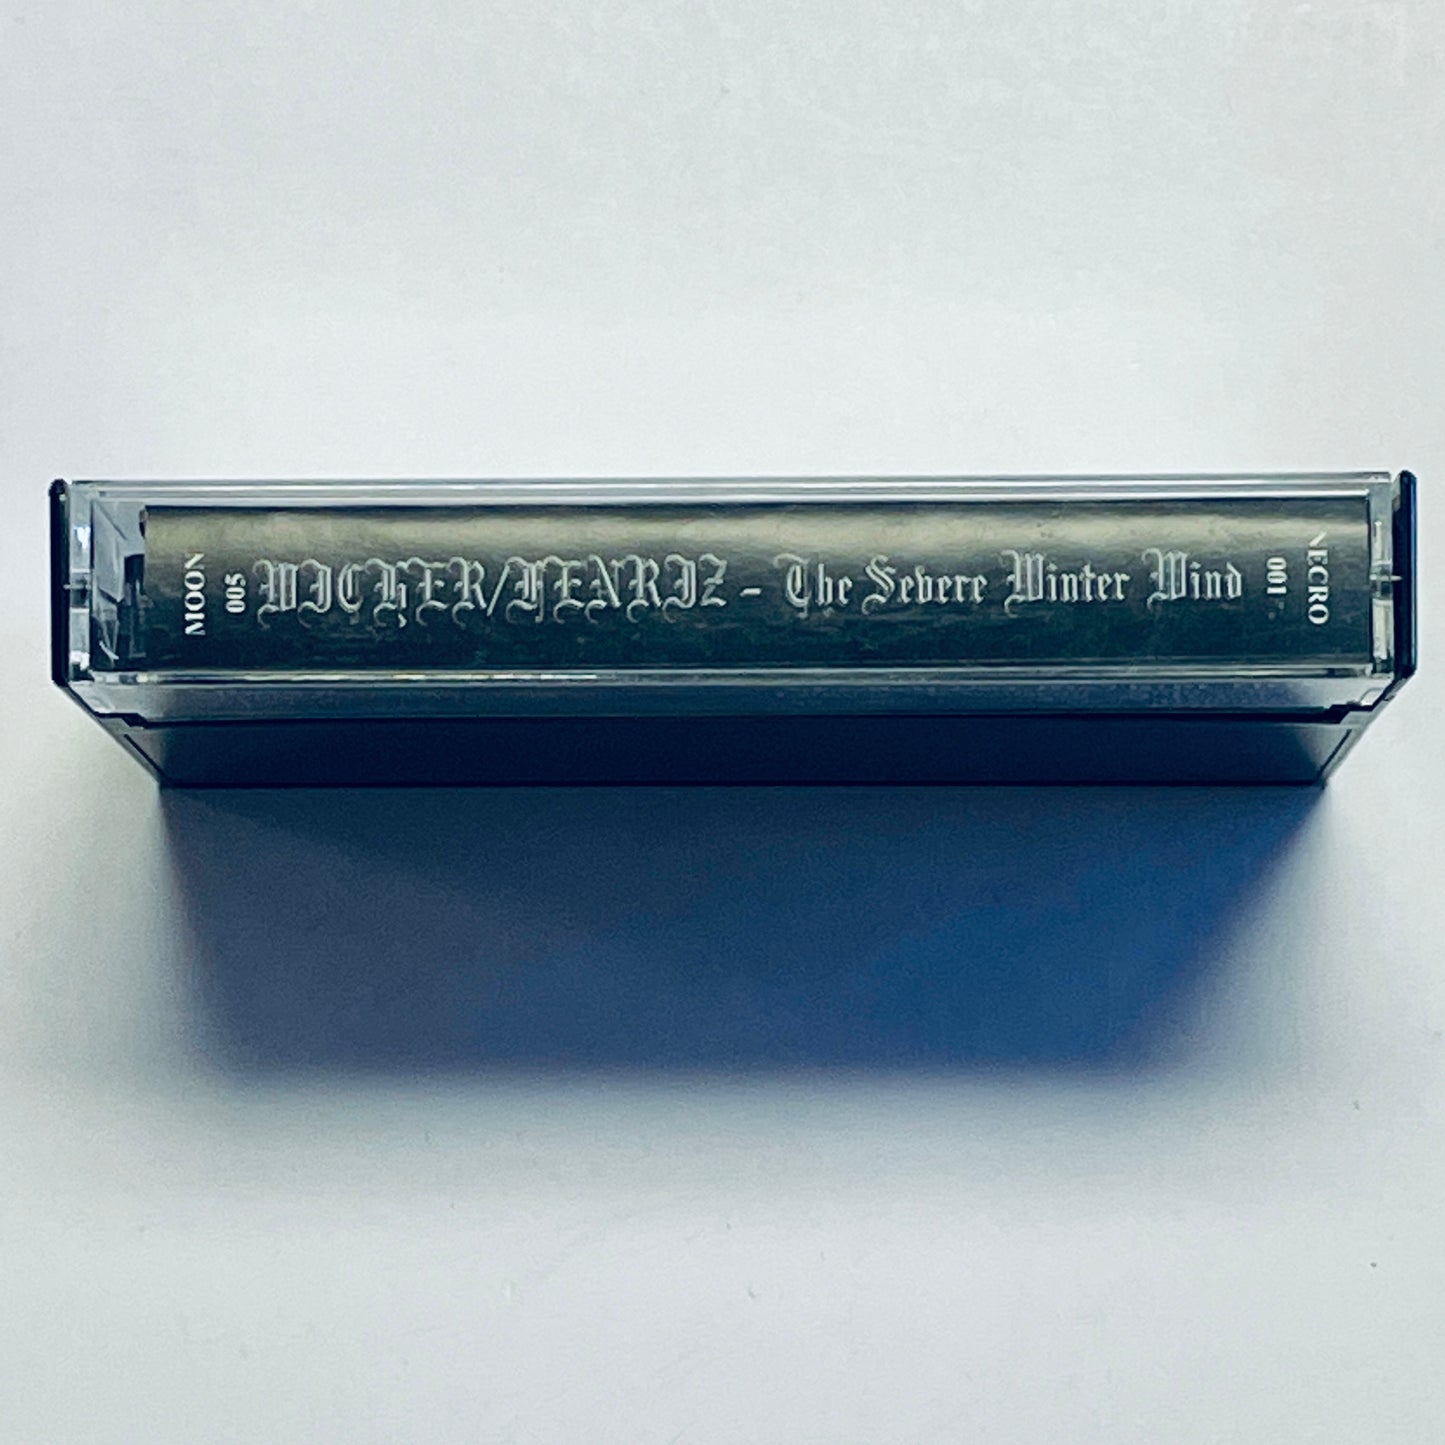 MOON
005
WICHER/FENRIZ - The Severe Winter Wind
NECRO
001